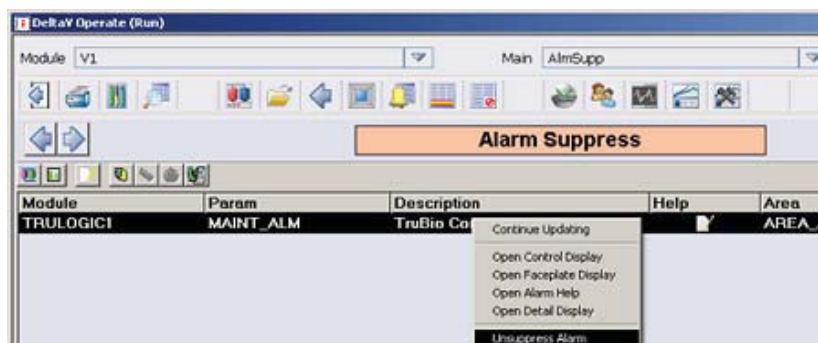 DeltaV Operate (Run)
Module V1 Main AlmSupp
Alarm Suppress
Module Param Description Help Area
TRULOGIC1 MAINT_ALM TruBio AREA_
Continue Updating
Open Control Display
Open Faceplate Display
Open Alarm Help
Open Detail Display
Unsuppress Alarm